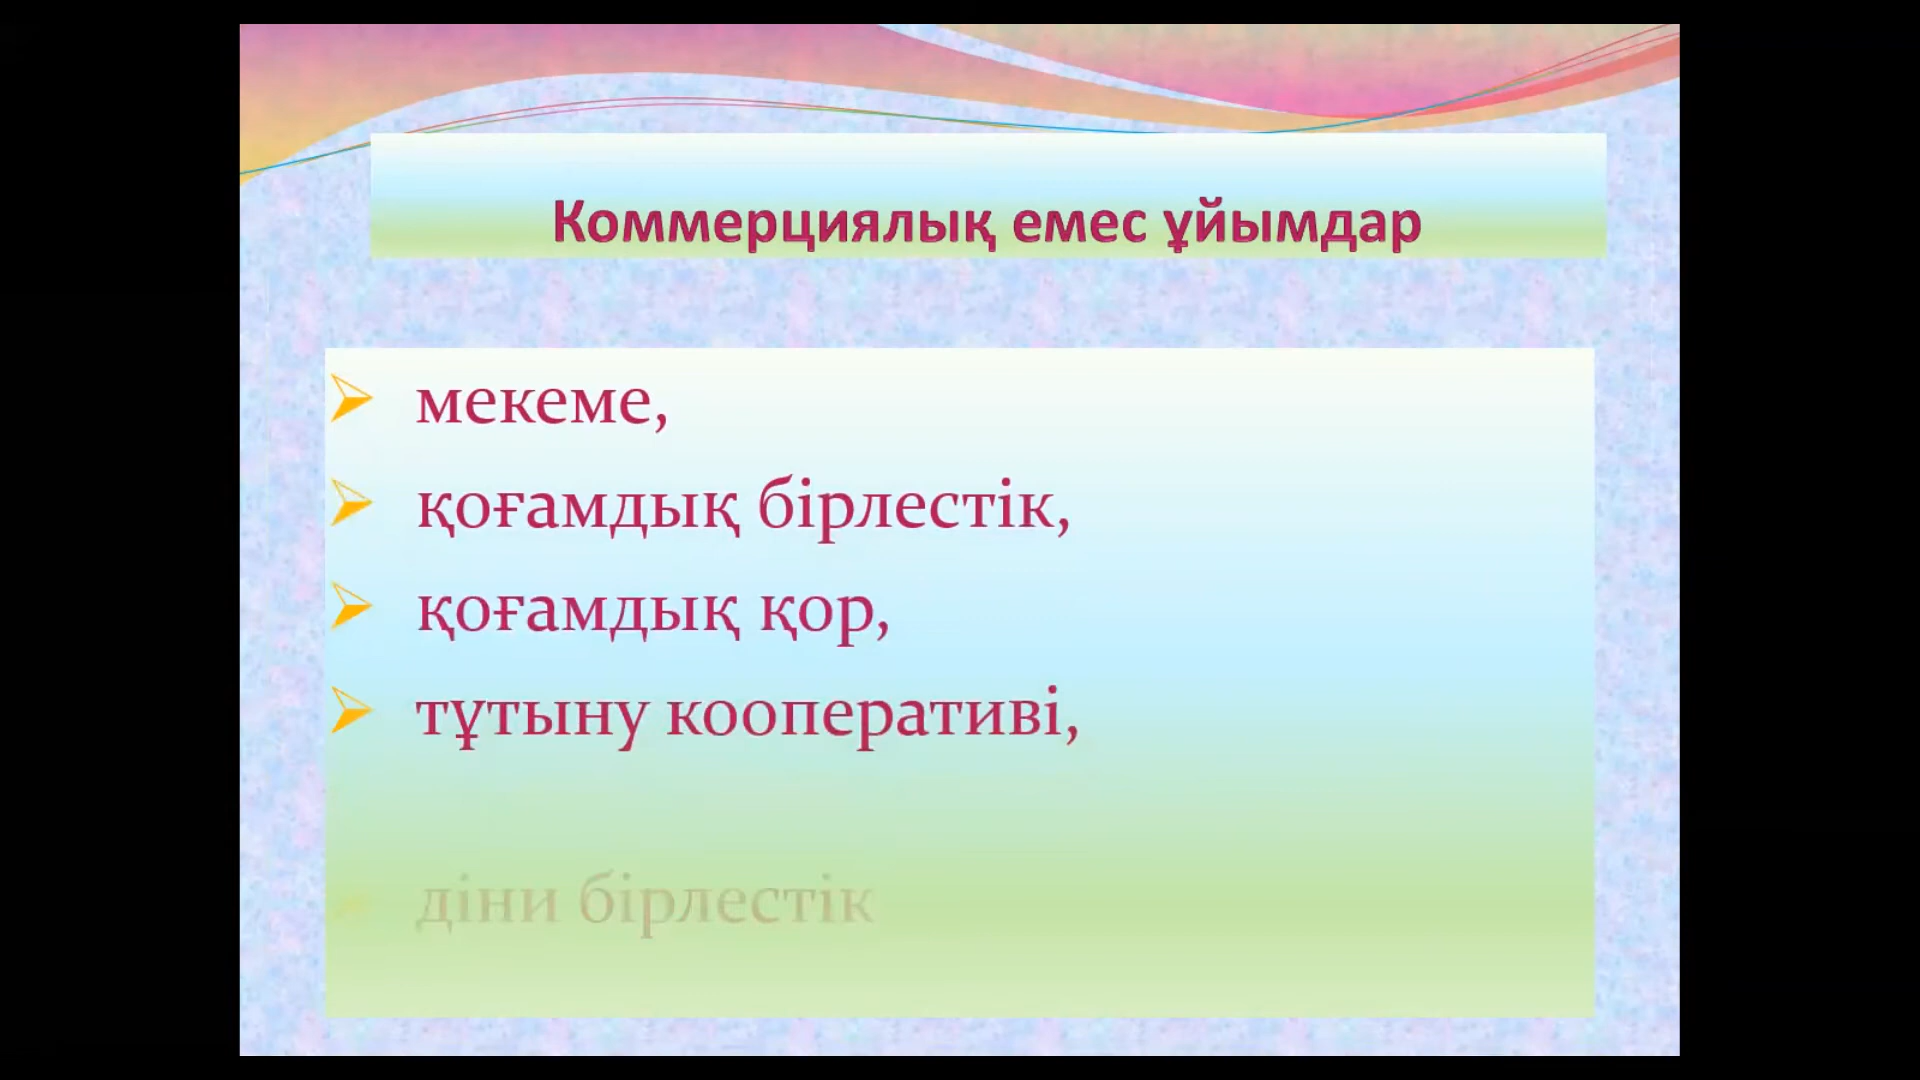 Коммерциялық емес ұйымдар
мекеме,
қоғамдық бірлестік,
қоғамдық қор,
тұтыну кооперативі,
діни бірлестік